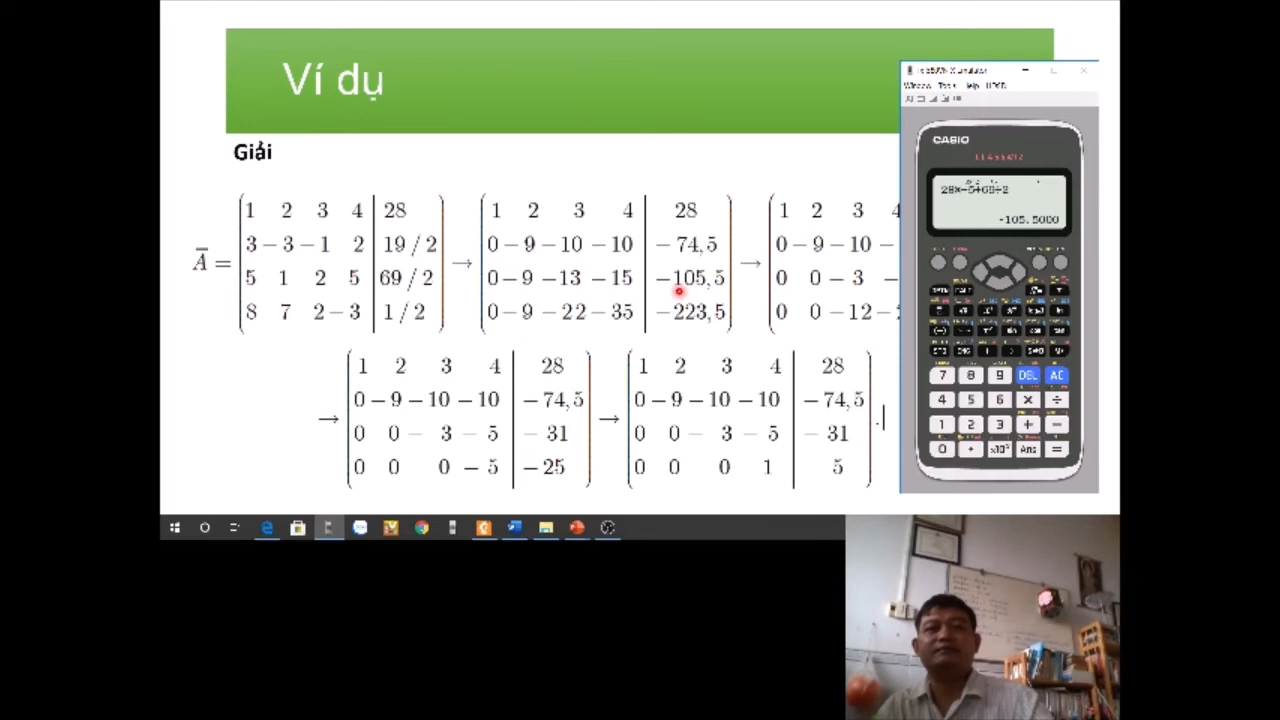 Ví dụ
Giải
A = 1 2 3 4 | 28 → 1 2 3 4 | 28 → 1 2 3 4
3 − 3 − 1 2 | 19 / 2 0 − 9 − 10 − 10 | − 74,5 0 − 9 − 10 −
5 1 2 5 | 69 / 2 0 − 9 − 13 − 15 | − 105,5 0 0 − 3 −
8 7 2 − 3 | 1 / 2 0 − 9 − 22 − 35 | − 223,5 0 0 − 12 −
→ 1 2 3 4 | 28 → 1 2 3 4 | 28 .
0 − 9 − 10 − 10 | − 74,5 0 − 9 − 10 − 10 | − 74,5
0 0 − 3 − 5 | − 31 0 0 − 3 − 5 | − 31
0 0 0 − 5 | − 25 0 0 0 1 | 5
Window Tools Help
CASIO
CLASSWIZ
28×-5+69÷2
-105.5000
7 8 9 DEL AC
4 5 6 × ÷
1 2 3 + −
0 • ×10 Ans =